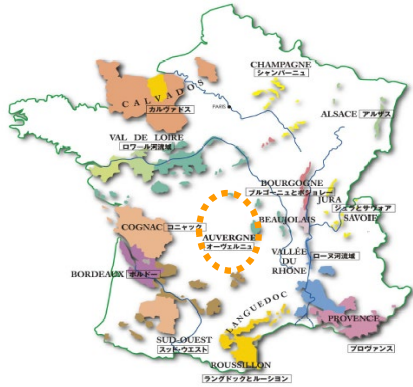 CHAMPAGNE
シャンパーニュ
CALVADOS
カルヴァドス
PARIS
ALSACE アルザス
VAL DE LOIRE
ロワール河流域
BOURGOGNE
ブルゴーニュとボジョレー
JURA
ジュラとサヴォア
SAVOIE
COGNAC コニャック
BEAUJOLAIS
AUVERGNE
オーヴェルニュ
VALLÉE
DU
RHÔNE
ローヌ河流域
BORDEAUX ボルドー
LANGUEDOC
PROVENCE
プロヴァンス
SUD-OUEST
スッド・ウエスト
ROUSSILLON
ラングドックとルーション